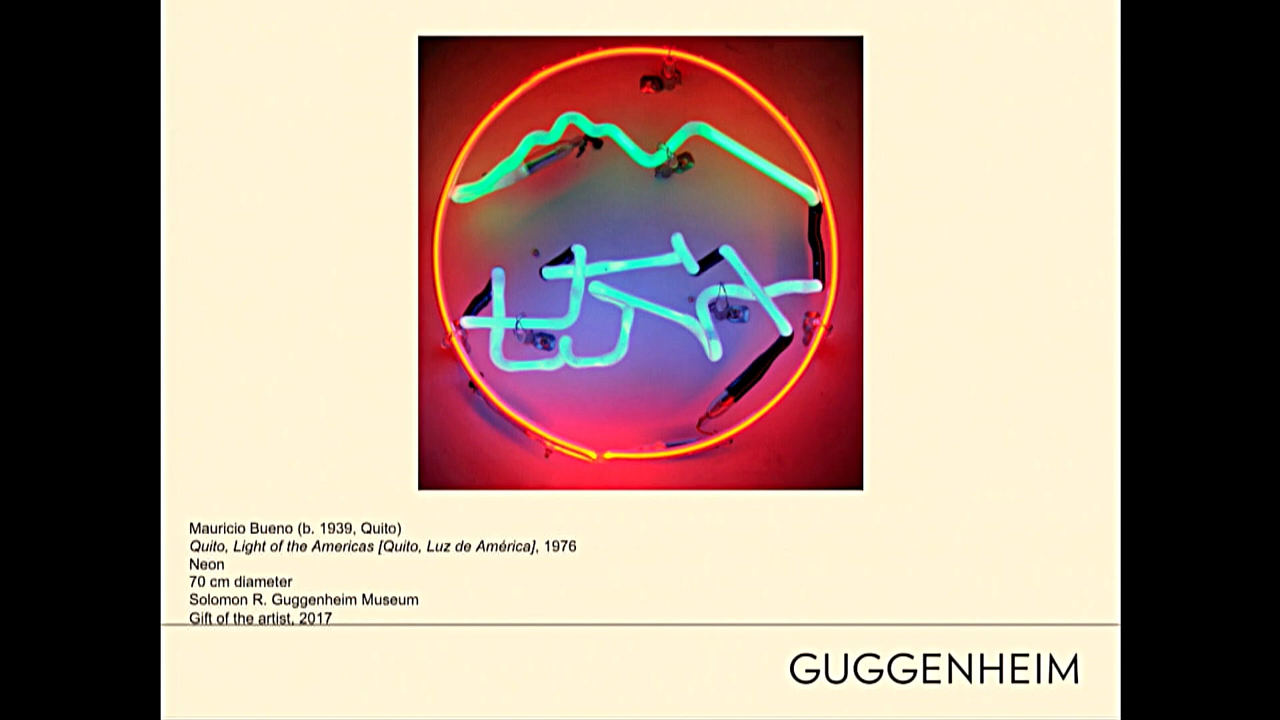 Mauricio Bueno (b. 1939, Quito)
Quito, Light of the Americas [Quito, Luz de América], 1976
Neon
70 cm diameter
Solomon R. Guggenheim Museum
Gift of the artist, 2017
GUGGENHEIM